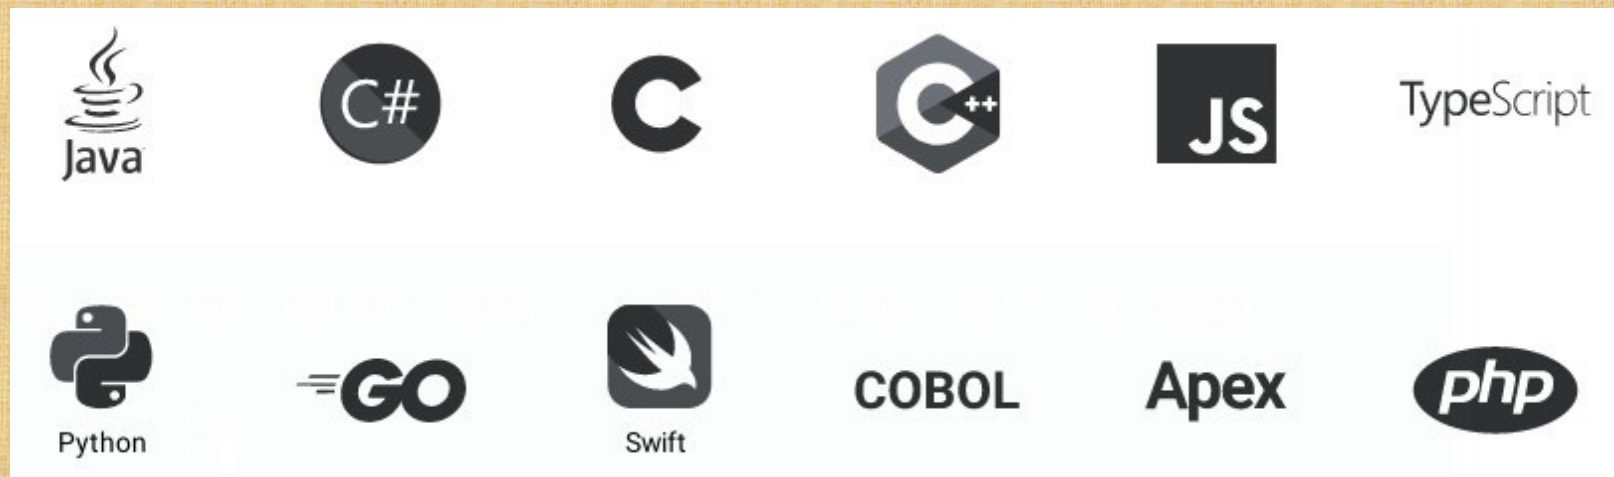 Java
C#
C
C++
JS
TypeScript
Python
GO
Swift
COBOL
Apex
php